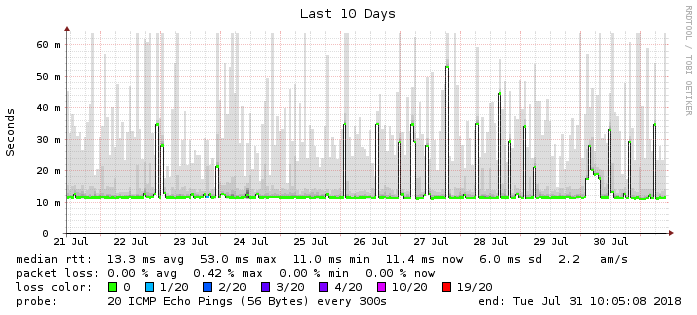 Last 10 Days
RRDTOOL / TOBI OETIKER
Seconds
60 m
50 m
40 m
30 m
20 m
10 m
0
21 Jul 22 Jul 23 Jul 24 Jul 25 Jul 26 Jul 27 Jul 28 Jul 29 Jul 30 Jul
median rtt: 13.3 ms avg 53.0 ms max 11.0 ms min 11.4 ms now 6.0 ms sd 2.2 am/s
packet loss: 0.00 % avg 0.42 % max 0.00 % min 0.00 % now
loss color: 0 1/20 2/20 3/20 4/20 10/20 19/20
probe: 20 ICMP Echo Pings (56 Bytes) every 300s end: Tue Jul 31 10:05:08 2018